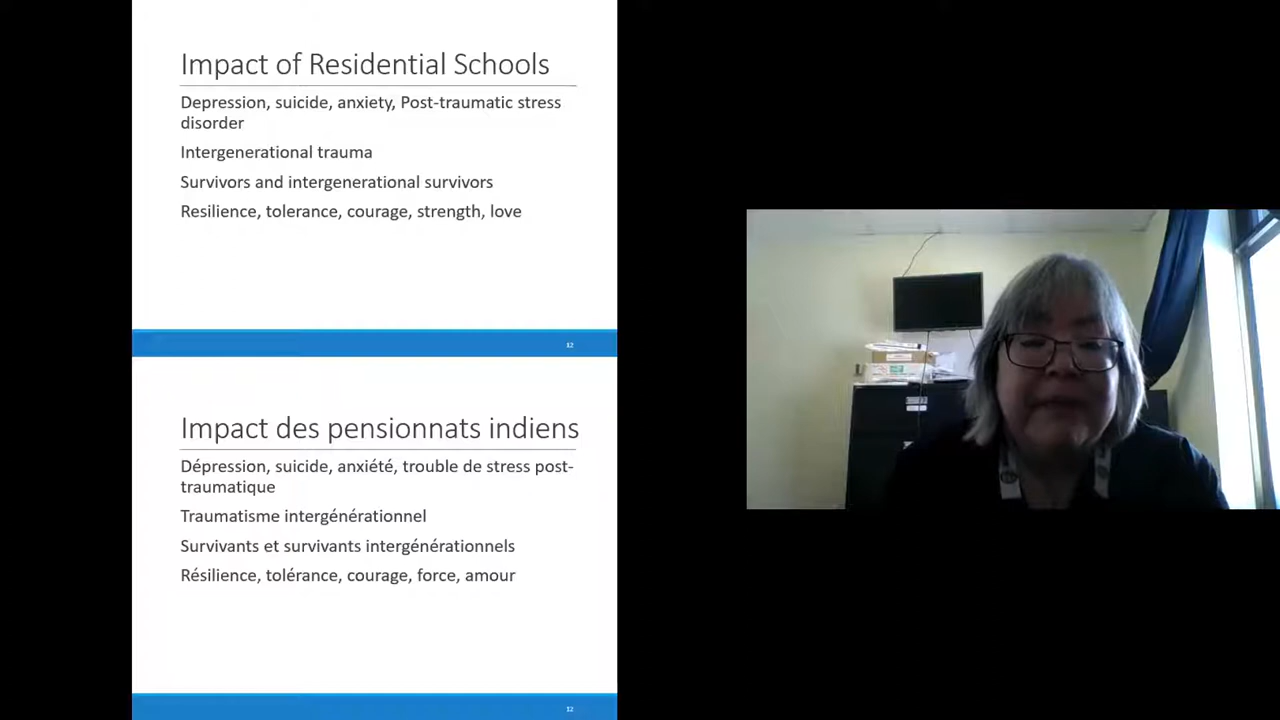 Impact of Residential Schools
Depression, suicide, anxiety, Post-traumatic stress
disorder
Intergenerational trauma
Survivors and intergenerational survivors
Resilience, tolerance, courage, strength, love
12
Impact des pensionnats indiens
Dépression, suicide, anxiété, trouble de stress post-
traumatique
Traumatisme intergénérationnel
Survivants et survivants intergénérationnels
Résilience, tolérance, courage, force, amour
12